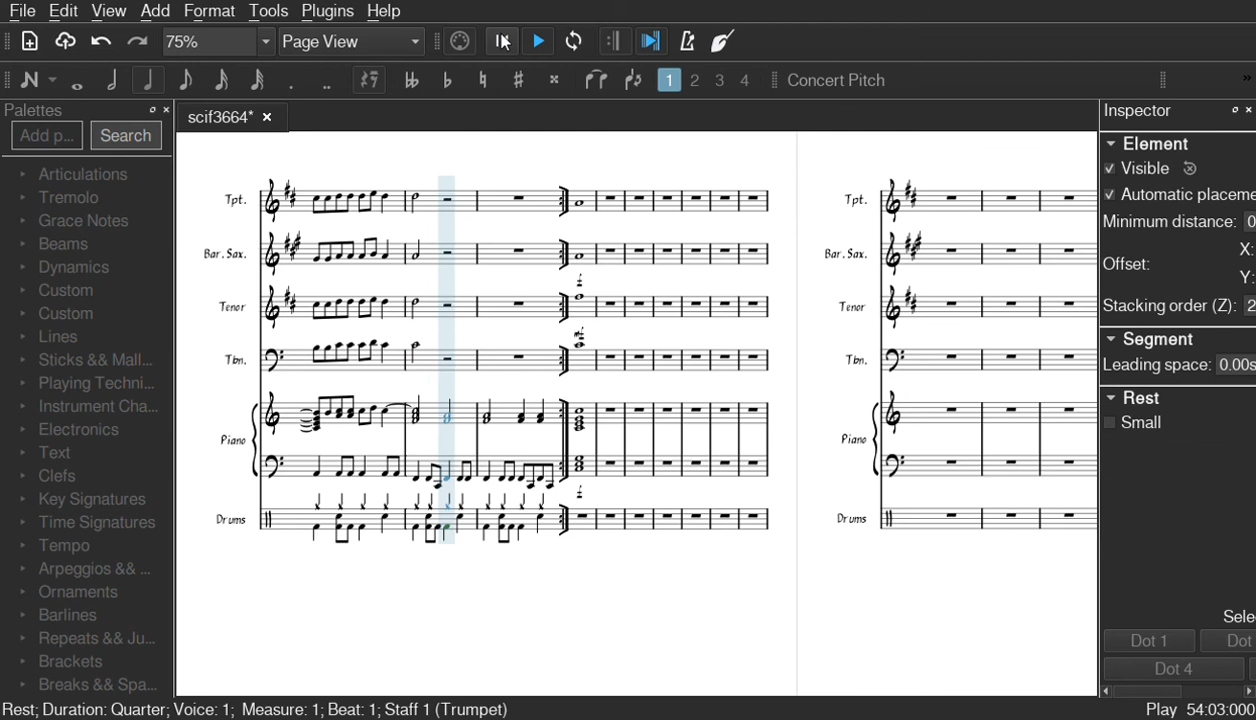 File Edit View Add Format Tools Plugins Help
75% Page View
1 2 3 4 Concert Pitch
Palettes
Add p... Search
Articulations
Tremolo
Grace Notes
Beams
Dynamics
Custom
Custom
Lines
Sticks && Mall...
Playing Techni...
Instrument Cha...
Electronics
Text
Clefs
Key Signatures
Time Signatures
Tempo
Arpeggios && ...
Ornaments
Barlines
Repeats && Ju...
Brackets
Breaks && Spa...
scif3664*
Tpt.
Bar. Sax.
Tenor
Tbn.
Piano
Drums
Tpt.
Bar. Sax.
Tenor
Tbn.
Piano
Drums
Inspector
Element
Visible
Automatic placeme
Minimum distance: 0
X:
Offset:
Y:
Stacking order (Z): 2
Segment
Leading space: 0.00s
Rest
Small
Sele
Dot 1 Dot
Dot 4
Rest; Duration: Quarter; Voice: 1; Measure: 1; Beat: 1; Staff 1 (Trumpet)
Play 54:03:000